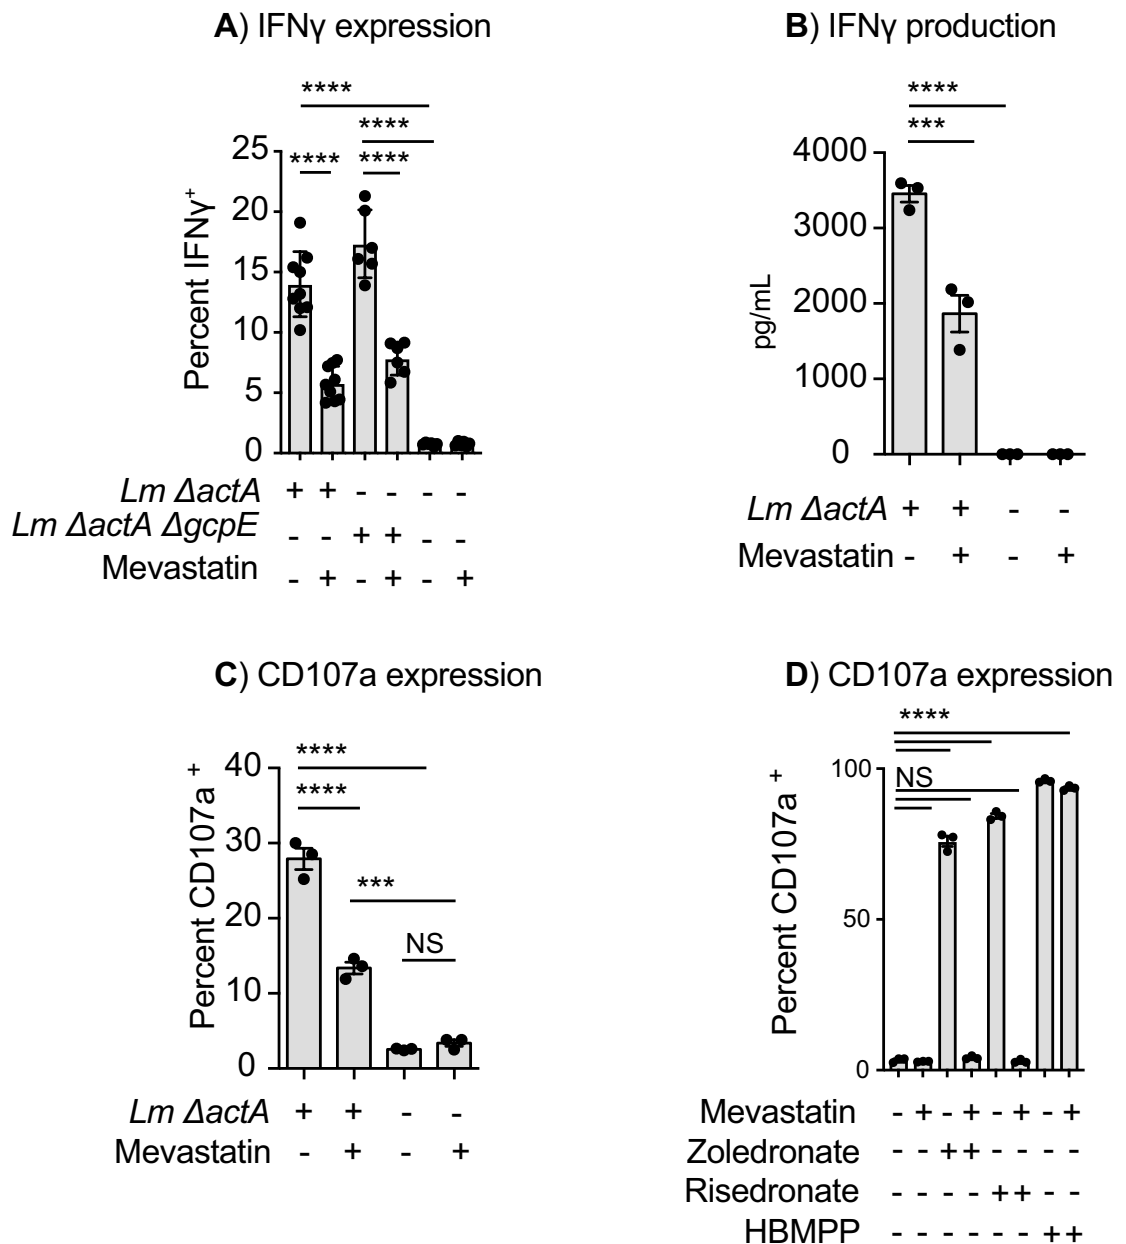 A) IFNγ expression
****
****
**** ****
Percent IFNγ+
25
20
15
10
5
0
Lm ΔactA + + - - - -
Lm ΔactA ΔgcpE - - + + - -
Mevastatin - + - + - +
B) IFNγ production
****
***
pg/mL
4000
3000
2000
1000
0
Lm ΔactA + + - -
Mevastatin - + - +
C) CD107a expression
****
****
***
NS
Percent CD107a +
40
30
20
10
0
Lm ΔactA + + - -
Mevastatin - + - +
D) CD107a expression
****
NS
Percent CD107a +
100
50
0
Mevastatin - + - + - + - +
Zoledronate - - + + - - - -
Risedronate - - - - + + - -
HBMPP - - - - - - + +